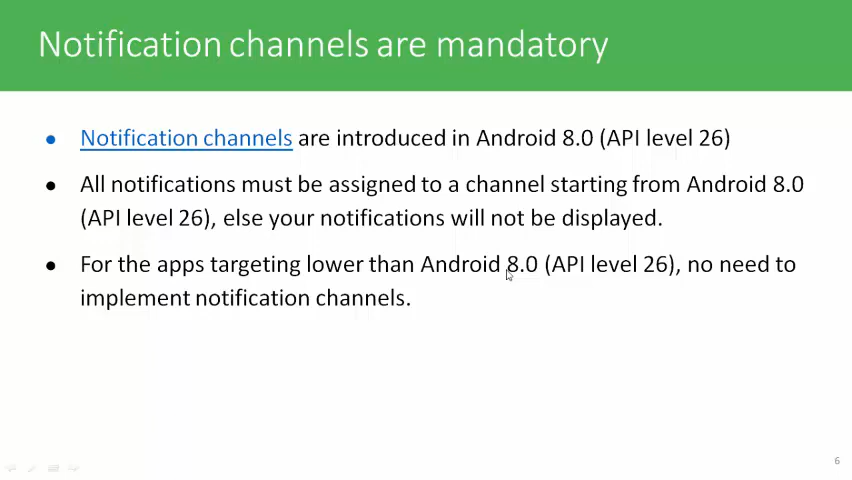 Notification channels are mandatory
Notification channels are introduced in Android 8.0 (API level 26)
All notifications must be assigned to a channel starting from Android 8.0
(API level 26), else your notifications will not be displayed.
For the apps targeting lower than Android 8.0 (API level 26), no need to
implement notification channels.
6